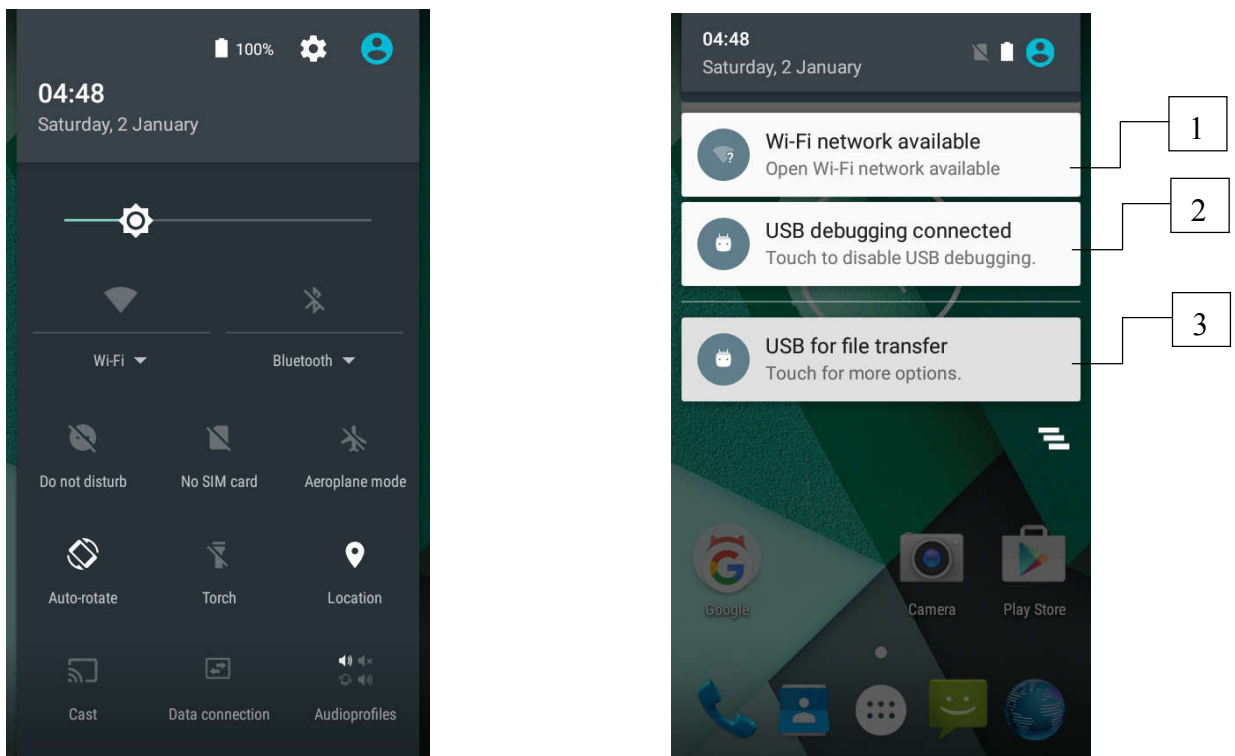 100%
04:48
Saturday, 2 January
Wi-Fi
Bluetooth
Do not disturb
No SIM card
Aeroplane mode
Auto-rotate
Torch
Location
Cast
Data connection
Audioprofiles
04:48
Saturday, 2 January
Wi-Fi network available
Open Wi-Fi network available
1
USB debugging connected
Touch to disable USB debugging.
2
USB for file transfer
Touch for more options.
3
Google
Camera
Play Store